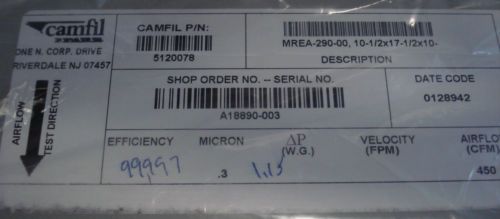 camfil
FARR
ONE N. CORP. DRIVE
RIVERDALE NJ 07457
CAMFIL P/N:
5120078
MREA-290-00, 10-1/2x17-1/2x10-
DESCRIPTION
SHOP ORDER NO. -- SERIAL NO.
A18890-003
DATE CODE
0128942
AIRFLOW
TEST DIRECTION
EFFICIENCY
99.97
MICRON
.3
ΔP
(W.G.)
1.15
VELOCITY
(FPM)
AIRFLOW
(CFM)
450